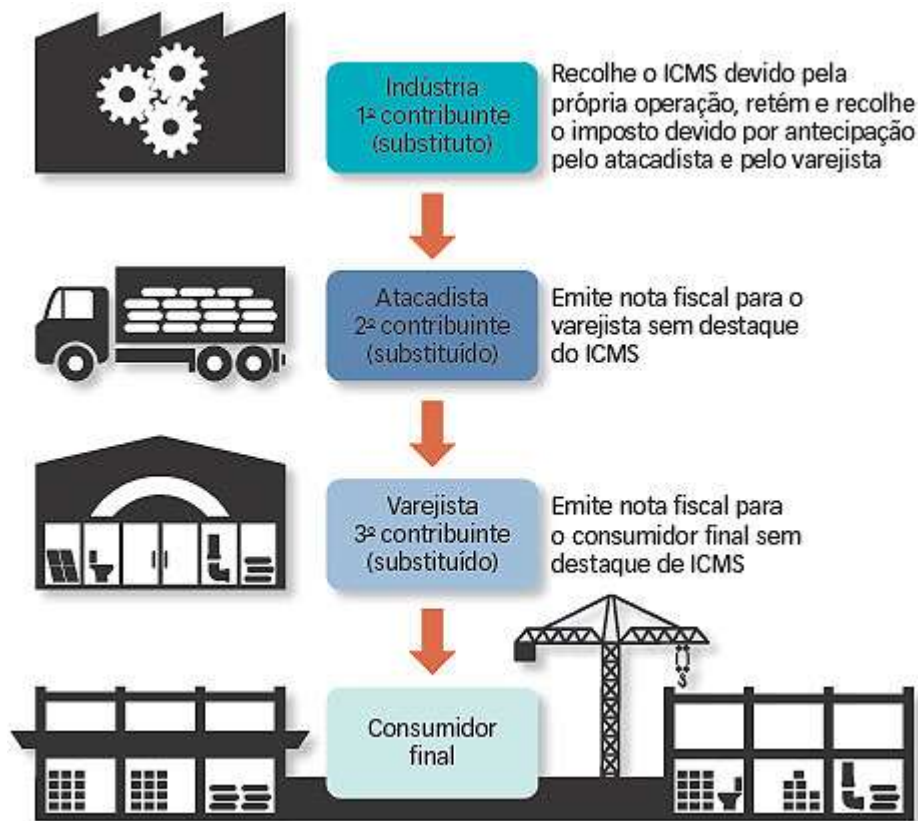 Indústria
1º contribuinte
(substituto)
Recolhe o ICMS devido pela
própria operação, retém e recolhe
o imposto devido por antecipação
pelo atacadista e pelo varejista
Atacadista
2º contribuinte
(substituído)
Emite nota fiscal para o
varejista sem destaque
do ICMS
Varejista
3º contribuinte
(substituído)
Emite nota fiscal para
o consumidor final sem
destaque de ICMS
Consumidor
final